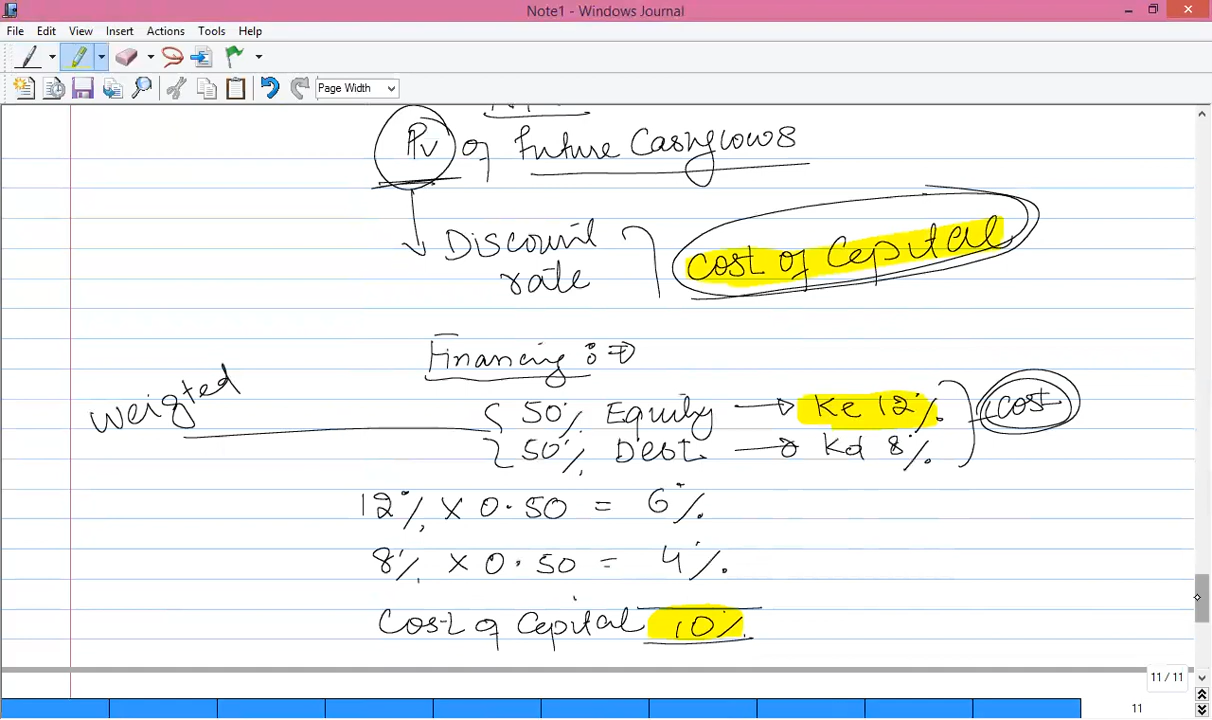 Note1 - Windows Journal
File Edit View Insert Actions Tools Help
Page Width
Pv of Future Cashflows
Discount rate
Cost of Capital
Financing :⇒
Weighted
50% Equity → Ke 12%
50% Debt → Kd 8%
Cost
12% × 0.50 = 6%
8% × 0.50 = 4%
Cost of Capital 10%
11 / 11
11